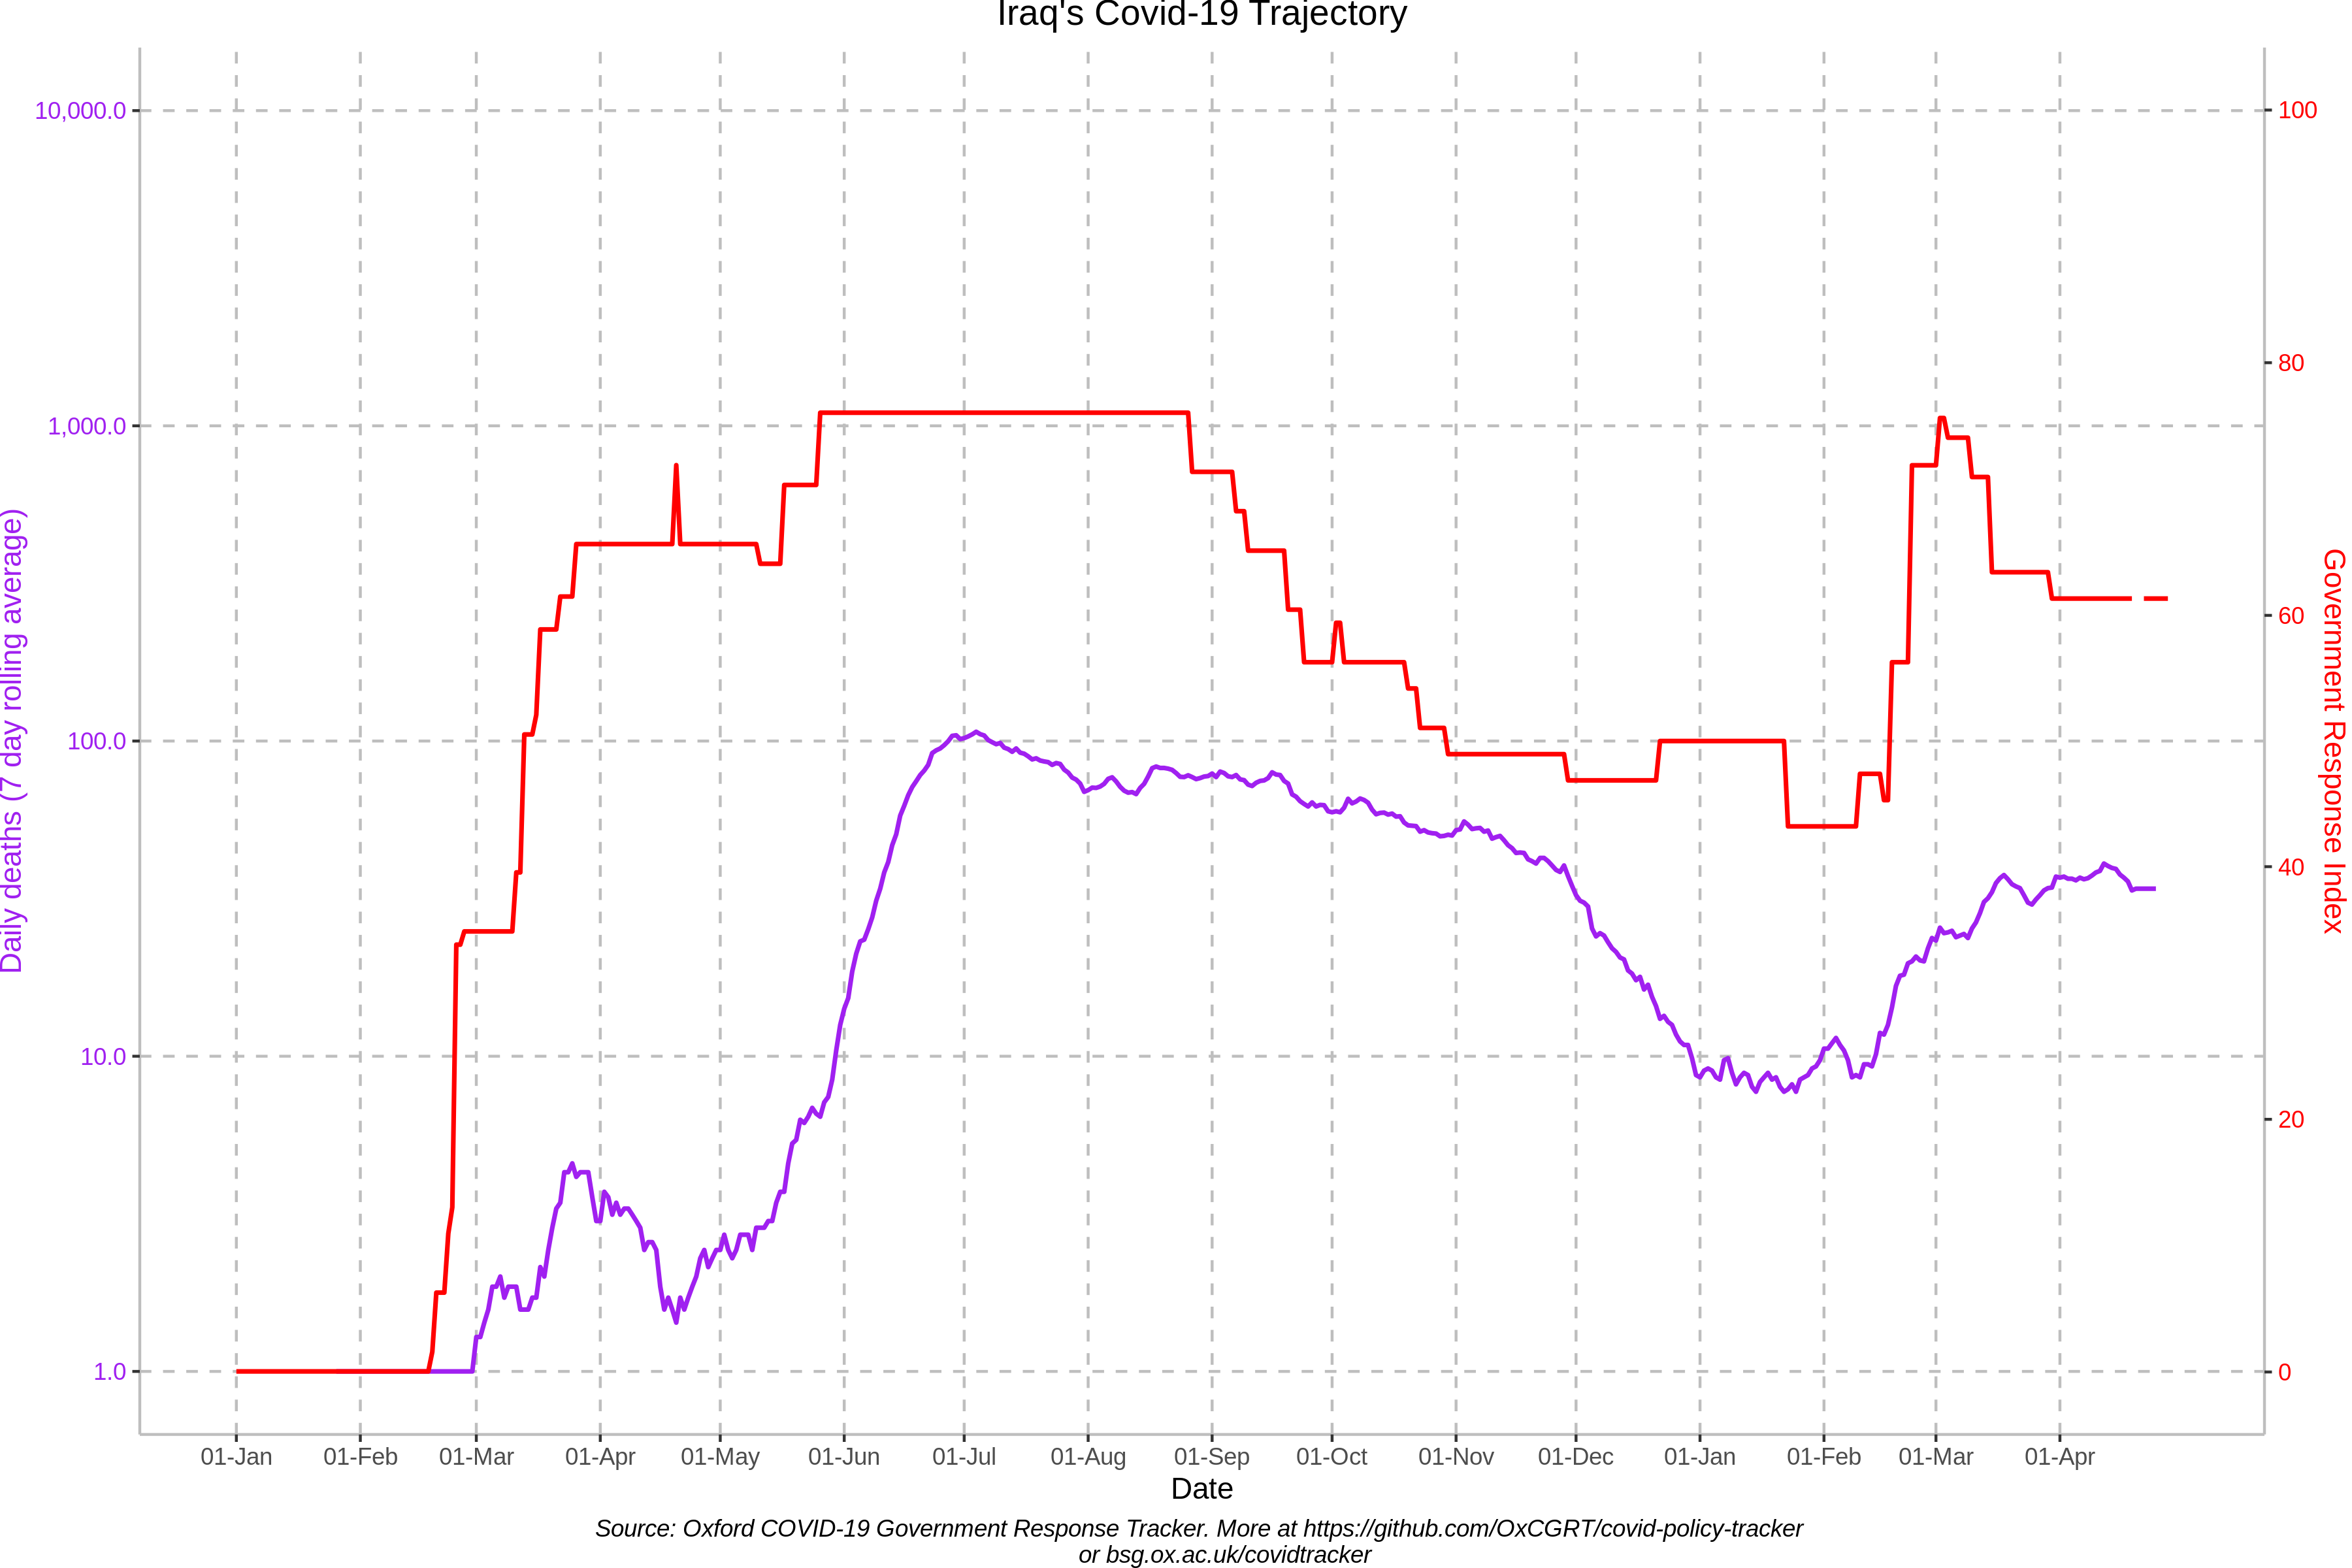 Iraq's Covid-19 Trajectory
10,000.0
1,000.0
100.0
10.0
1.0
Daily deaths (7 day rolling average)
100
80
60
40
20
0
Government Response Index
01-Jan 01-Feb 01-Mar 01-Apr 01-May 01-Jun 01-Jul 01-Aug 01-Sep 01-Oct 01-Nov 01-Dec 01-Jan 01-Feb 01-Mar 01-Apr
Date
Source: Oxford COVID-19 Government Response Tracker. More at https://github.com/OxCGRT/covid-policy-tracker
or bsg.ox.ac.uk/covidtracker